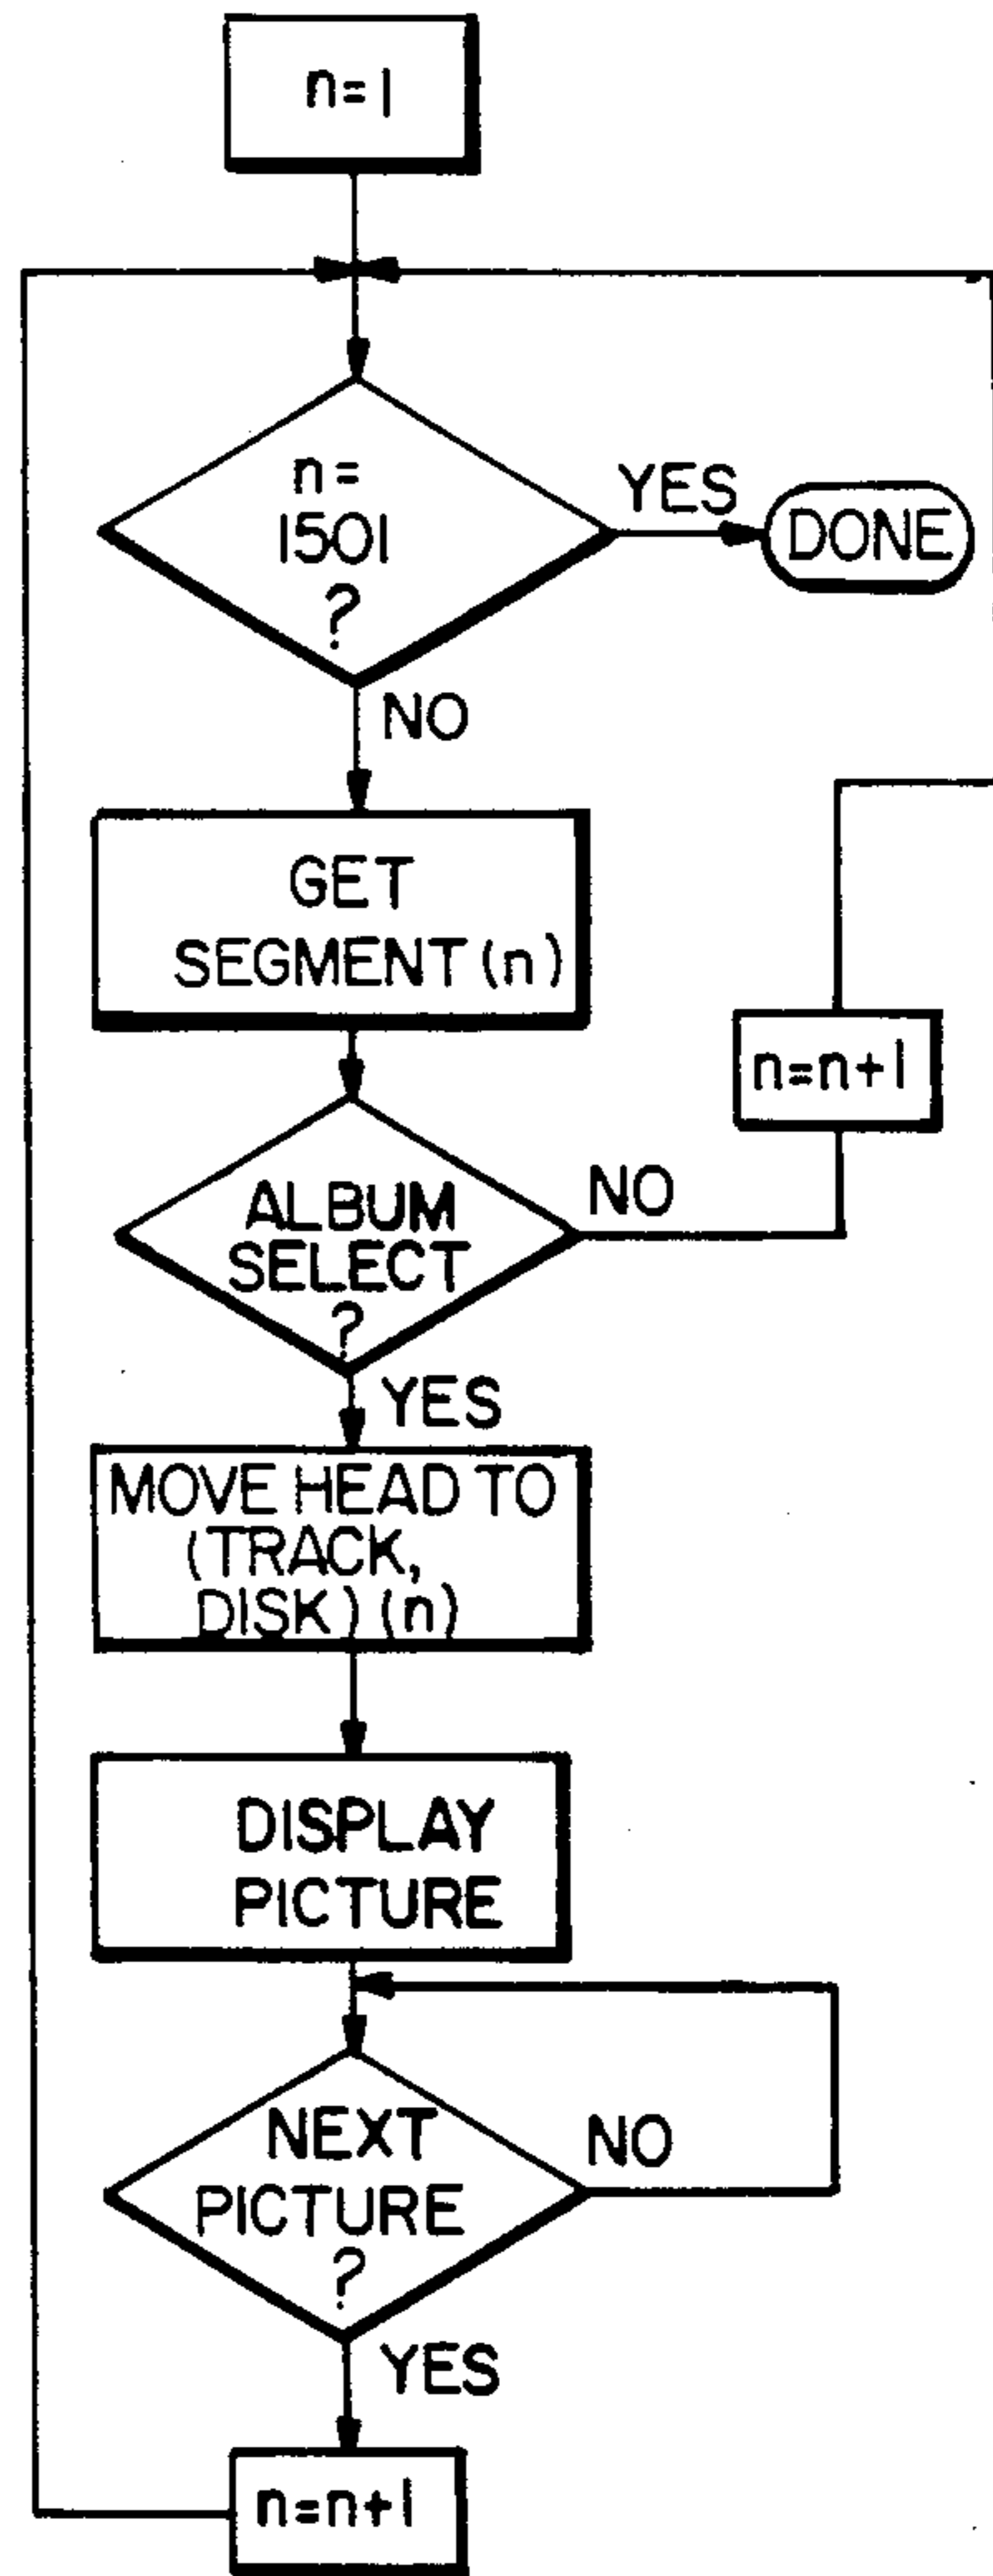 n=1
n=
1501
?
YES
DONE
NO
GET
SEGMENT (n)
n=n+1
ALBUM
SELECT
?
NO
YES
MOVE HEAD TO
(TRACK,
DISK) (n)
DISPLAY
PICTURE
NEXT
PICTURE
?
NO
YES
n=n+1